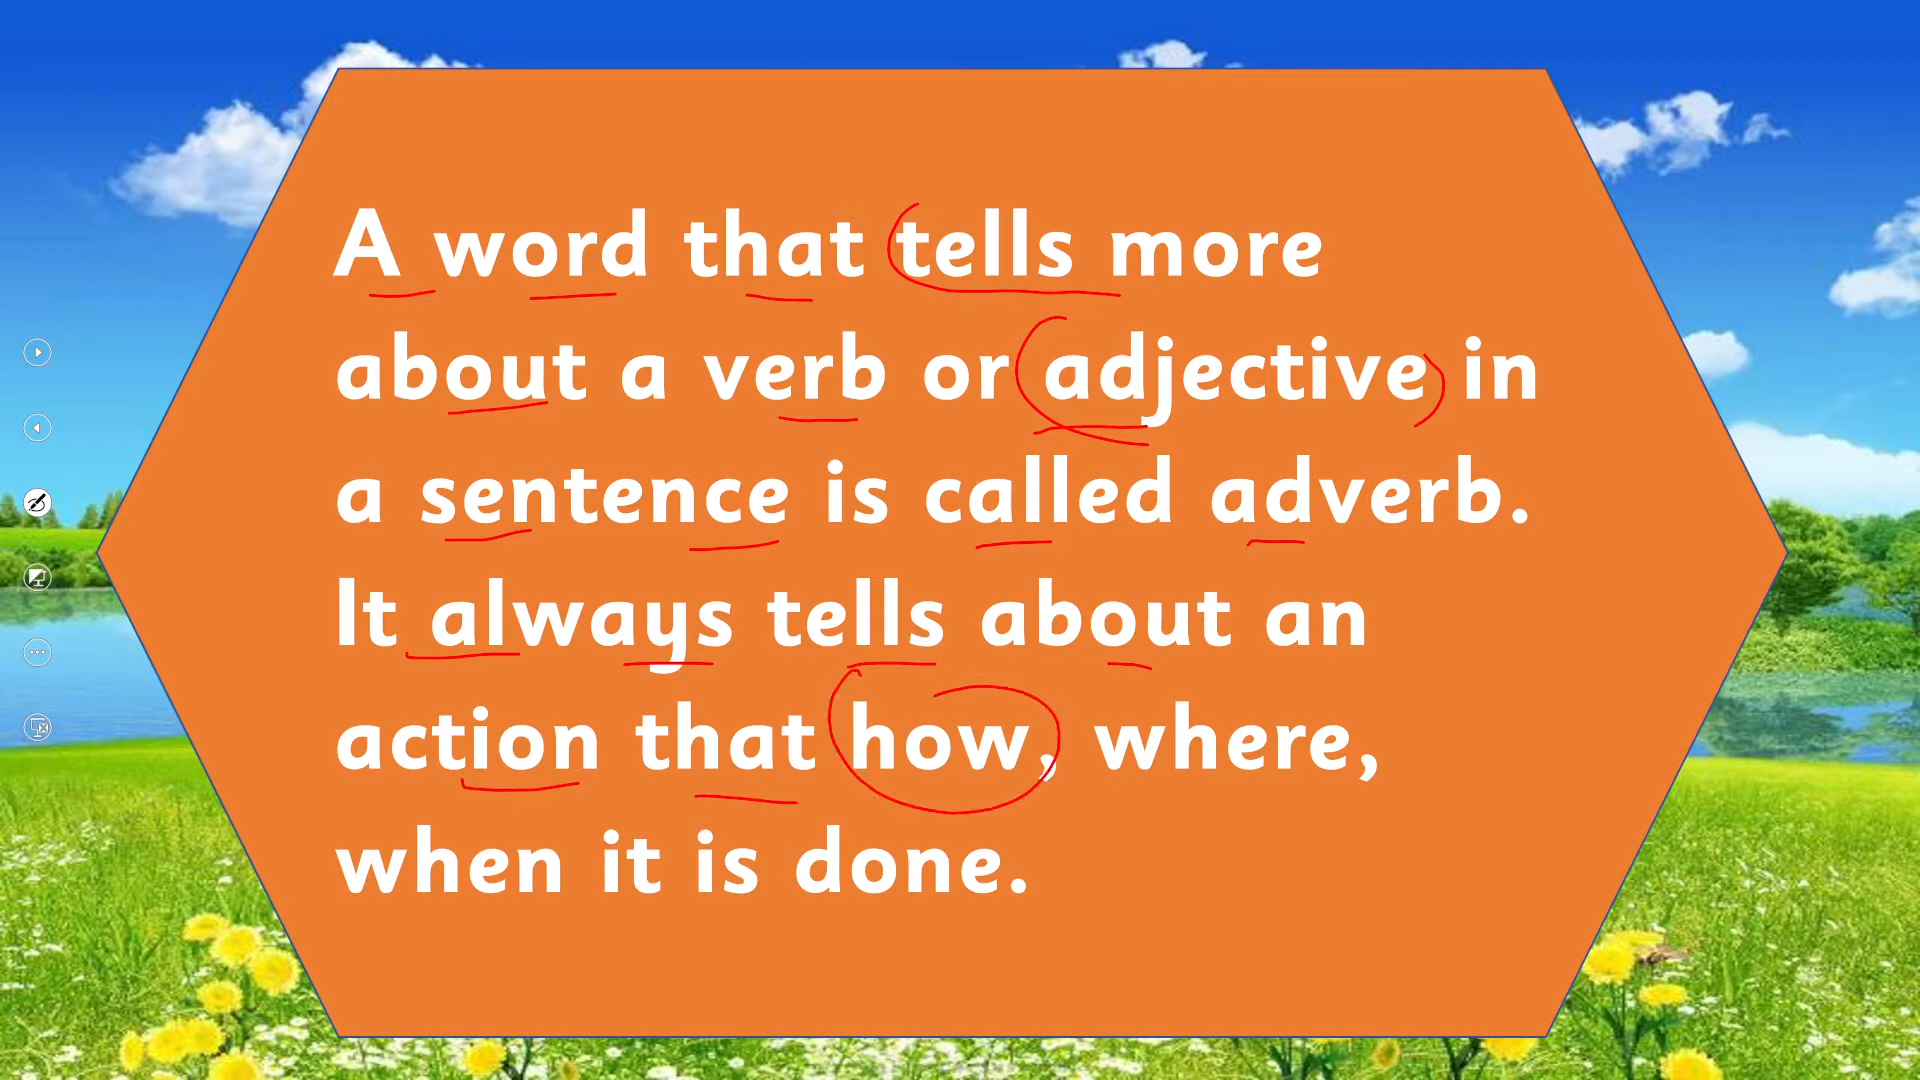 A word that tells more
about a verb or adjective in
a sentence is called adverb.
It always tells about an
action that how, where,
when it is done.